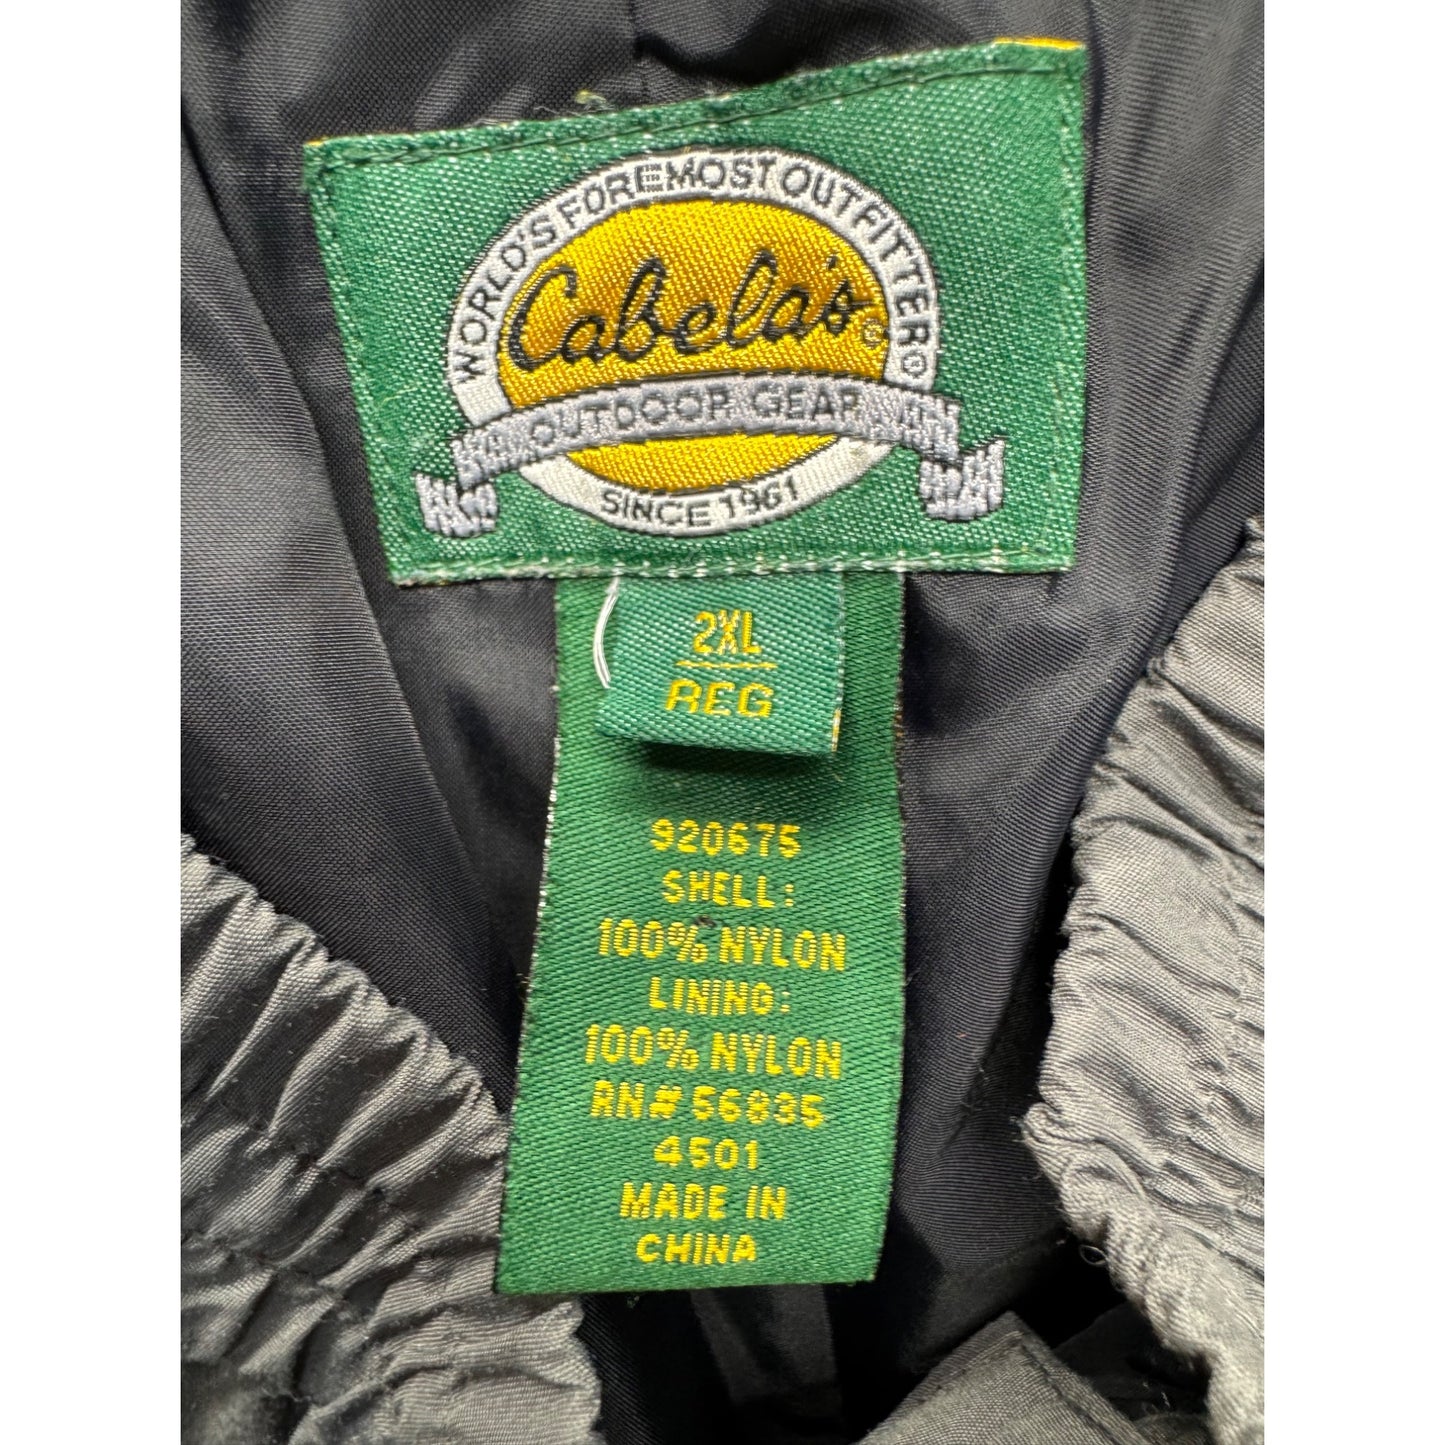 WORLD'S FOREMOST OUTFITTER®
Cabela's®
OUTDOOR GEAR
SINCE 1961
2XL
REG
920675
SHELL:
100% NYLON
LINING:
100% NYLON
RN# 56835
4501
MADE IN
CHINA